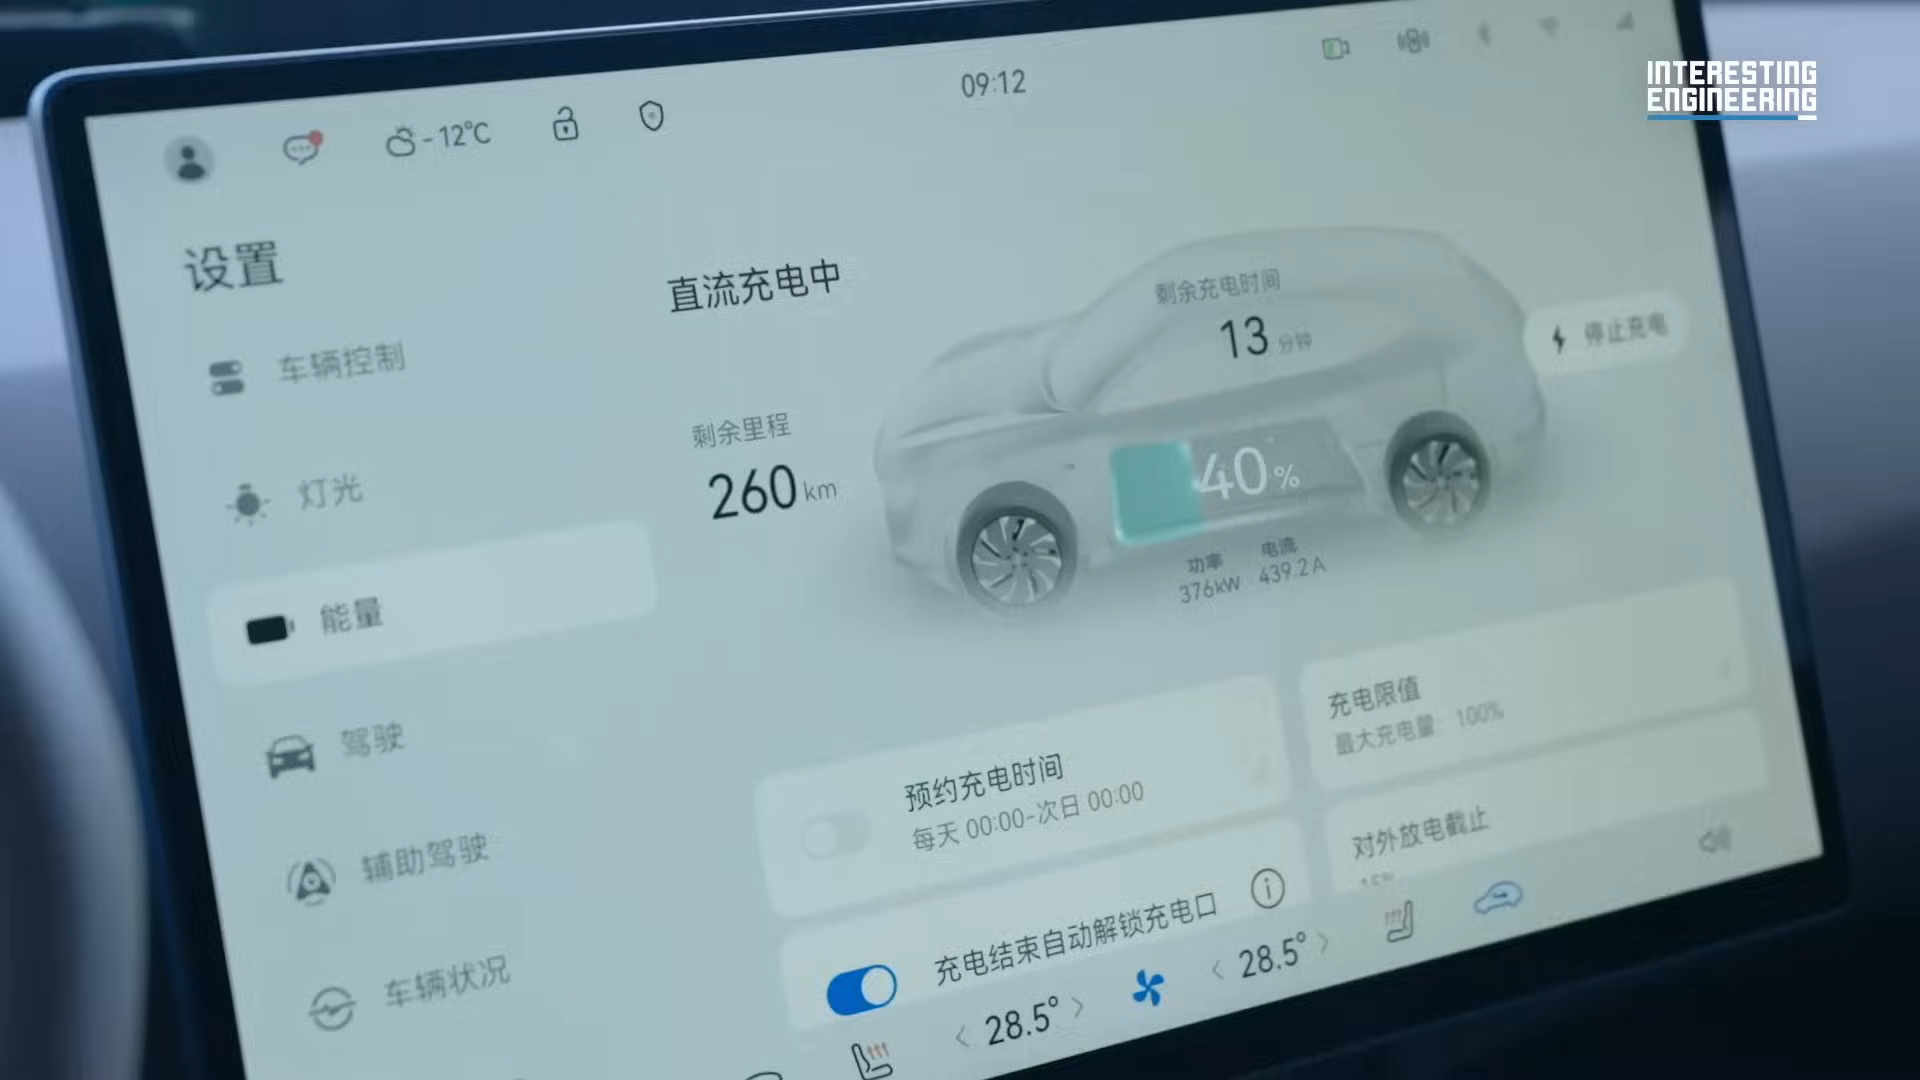 09:12
INTERESTING
ENGINEERING
-12°C
设置
直流充电中
剩余充电时间
13 分钟
停止充电
车辆控制
剩余里程
260 km
40%
灯光
功率 电流
376kW 439.2A
能量
充电限值
最大充电量 100%
驾驶
预约充电时间
每天 00:00-次日 00:00
对外放电截止
辅助驾驶
充电结束自动解锁充电口
车辆状况
28.5°
28.5°